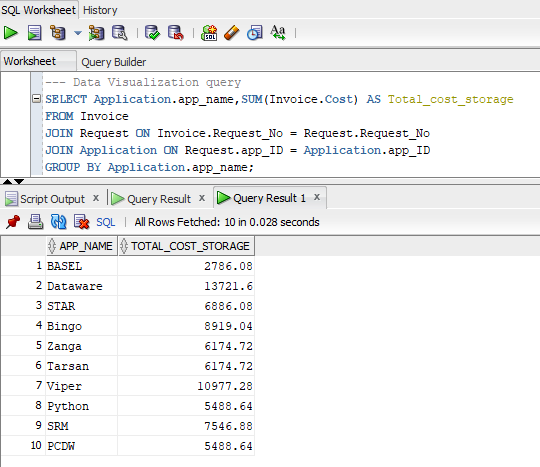 SQL Worksheet History
Worksheet Query Builder
--- Data Visualization query
SELECT Application.app_name,SUM(Invoice.Cost) AS Total_cost_storage
FROM Invoice
JOIN Request ON Invoice.Request_No = Request.Request_No
JOIN Application ON Request.app_ID = Application.app_ID
GROUP BY Application.app_name;
Script Output x Query Result x Query Result 1 x
SQL | All Rows Fetched: 10 in 0.028 seconds
APP_NAME TOTAL_COST_STORAGE
1 BASEL 2786.08
2 Dataware 13721.6
3 STAR 6886.08
4 Bingo 8919.04
5 Zanga 6174.72
6 Tarsan 6174.72
7 Viper 10977.28
8 Python 5488.64
9 SRM 7546.88
10 PCDW 5488.64